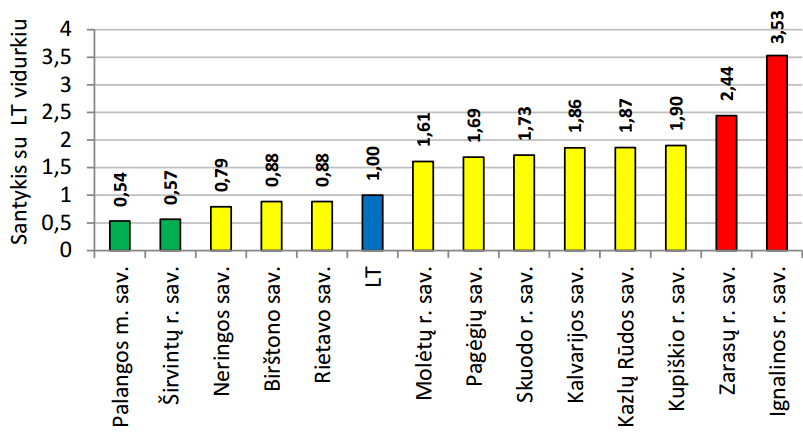 Santykis su LT vidurkiu
4
3,5
3
2,5
2
1,5
1
0,5
0
0,54
0,57
0,79
0,88
0,88
1,00
1,61
1,69
1,73
1,86
1,87
1,90
2,44
3,53
Palangos m. sav.
Širvintų r. sav.
Neringos sav.
Birštono sav.
Rietavo sav.
LT
Molėtų r. sav.
Pagėgių sav.
Skuodo r. sav.
Kalvarijos sav.
Kazlų Rūdos sav.
Kupiškio r. sav.
Zarasų r. sav.
Ignalinos r. sav.